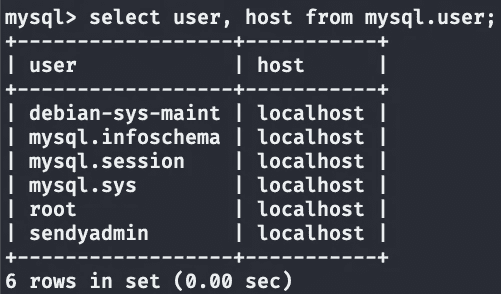 mysql> select user, host from mysql.user;
+------------------+-----------+
| user             | host      |
+------------------+-----------+
| debian-sys-maint | localhost |
| mysql.infoschema | localhost |
| mysql.session    | localhost |
| mysql.sys        | localhost |
| root             | localhost |
| sendyadmin       | localhost |
+------------------+-----------+
6 rows in set (0.00 sec)